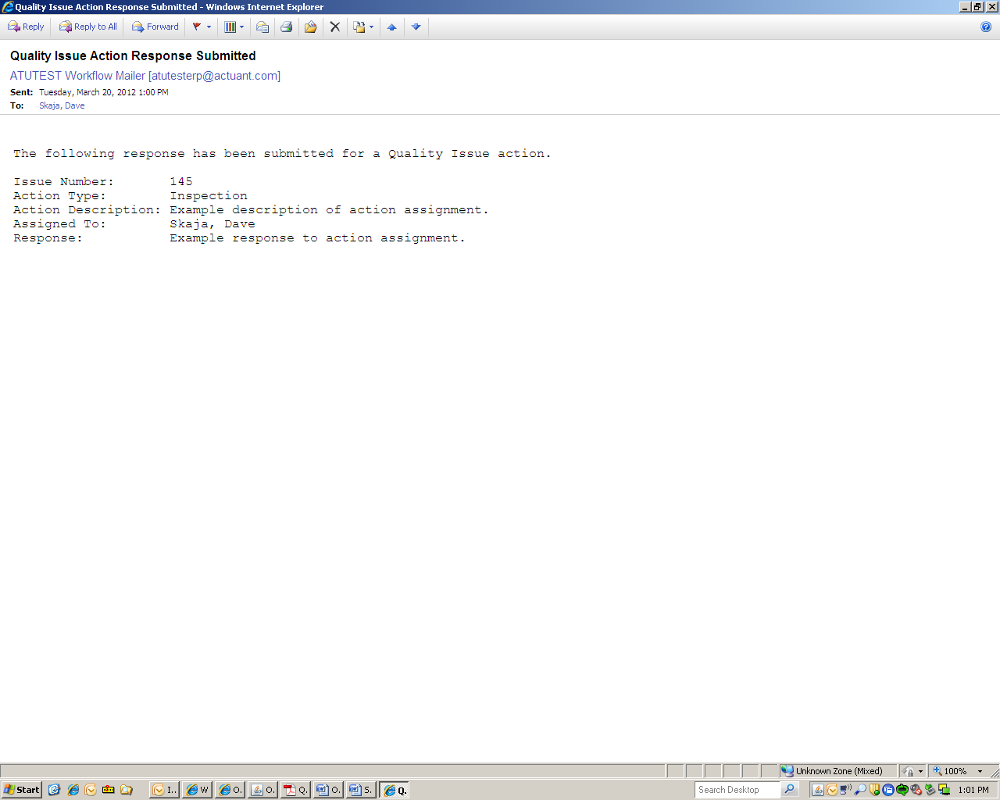 Quality Issue Action Response Submitted - Windows Internet Explorer
Reply Reply to All Forward
Quality Issue Action Response Submitted
ATUTEST Workflow Mailer [atutesterp@actuant.com]
Sent: Tuesday, March 20, 2012 1:00 PM
To: Skaja, Dave
The following response has been submitted for a Quality Issue action.
Issue Number: 145
Action Type: Inspection
Action Description: Example description of action assignment.
Assigned To: Skaja, Dave
Response: Example response to action assignment.
Unknown Zone (Mixed) 100%
Start I.. W O. O. Q. O. S. Q. Search Desktop 1:01 PM